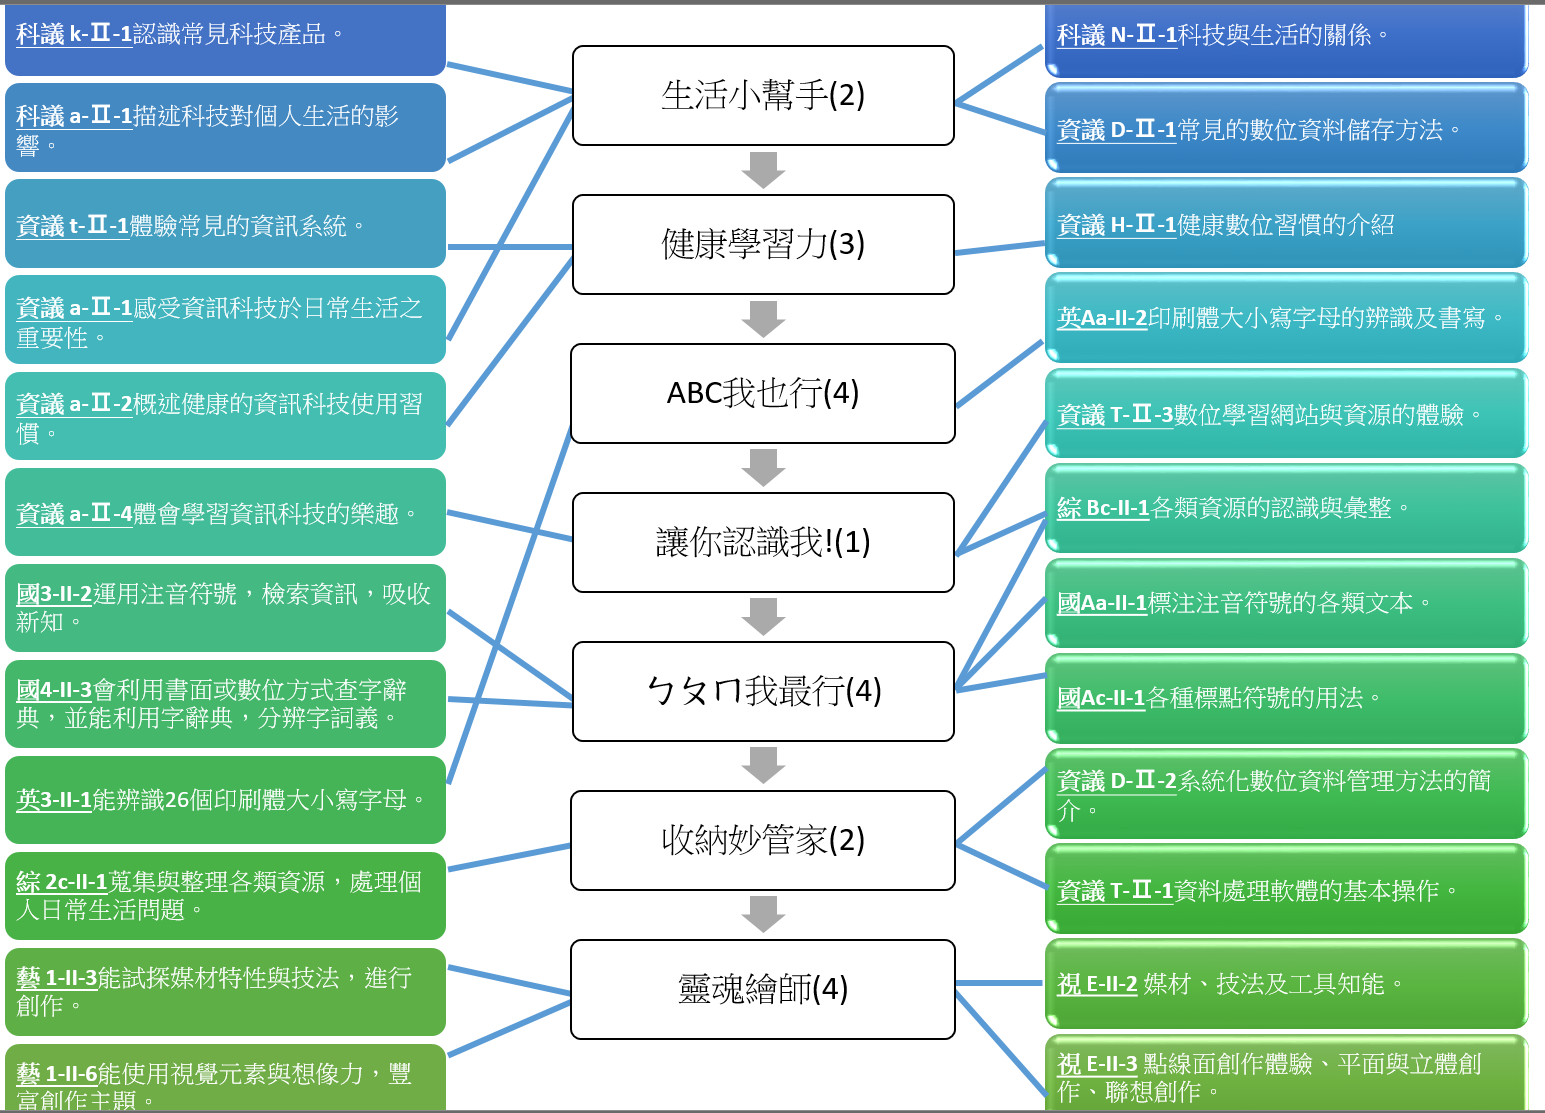 科議 k-Ⅱ-1認識常見科技產品。
科議 a-Ⅱ-1描述科技對個人生活的影
響。
資議 t-Ⅱ-1體驗常見的資訊系統。
資議 a-Ⅱ-1感受資訊科技於日常生活之
重要性。
資議 a-Ⅱ-2概述健康的資訊科技使用習
慣。
資議 a-Ⅱ-4體會學習資訊科技的樂趣。
國3-II-2運用注音符號，檢索資訊，吸收
新知。
國4-II-3會利用書面或數位方式查字辭
典，並能利用字辭典，分辨字詞義。
英3-II-1能辨識26個印刷體大小寫字母。
綜 2c-II-1蒐集與整理各類資源，處理個
人日常生活問題。
藝 1-II-3能試探媒材特性與技法，進行
創作。
藝 1-II-6能使用視覺元素與想像力，豐
富創作主題。
生活小幫手(2)
健康學習力(3)
ABC我也行(4)
讓你認識我!(1)
ㄅㄆㄇ我最行(4)
收納妙管家(2)
靈魂繪師(4)
科議 N-Ⅱ-1科技與生活的關係。
資議 D-Ⅱ-1常見的數位資料儲存方法。
資議 H-Ⅱ-1健康數位習慣的介紹
英Aa-II-2印刷體大小寫字母的辨識及書寫。
資議 T-Ⅱ-3數位學習網站與資源的體驗。
綜 Bc-II-1各類資源的認識與彙整。
國Aa-II-1標注注音符號的各類文本。
國Ac-II-1各種標點符號的用法。
資議 D-Ⅱ-2系統化數位資料管理方法的簡
介。
資議 T-Ⅱ-1資料處理軟體的基本操作。
視 E-II-2 媒材、技法及工具知能。
視 E-II-3 點線面創作體驗、平面與立體創
作、聯想創作。